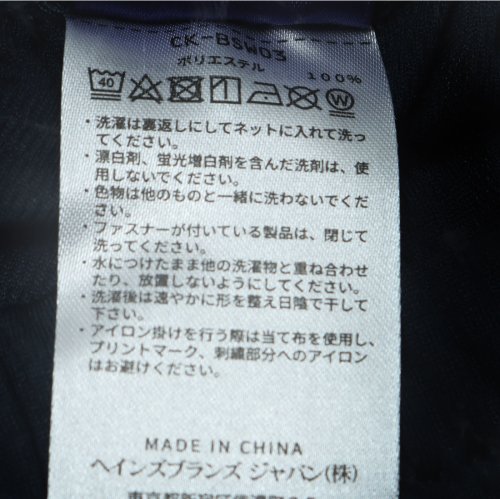 CK-BSW03
ポリエステル 100%
40
W
・洗濯は裏返しにしてネットに入れて洗っ
てください。
・漂白剤、蛍光増白剤を含んだ洗剤は、使
用しないでください。
・色物は他のものと一緒に洗わないでくだ
さい。
・ファスナーが付いている製品は、閉じて
洗ってください。
・水につけたまま他の洗濯物と重ね合わせ
たり、放置しないようにしてください。
・洗濯後は速やかに形を整え日陰で干して
下さい。
・アイロン掛けを行う際は当て布を使用し、
プリントマーク、刺繍部分へのアイロン
はお避けください。
MADE IN CHINA
ヘインズブランズ ジャパン(株)